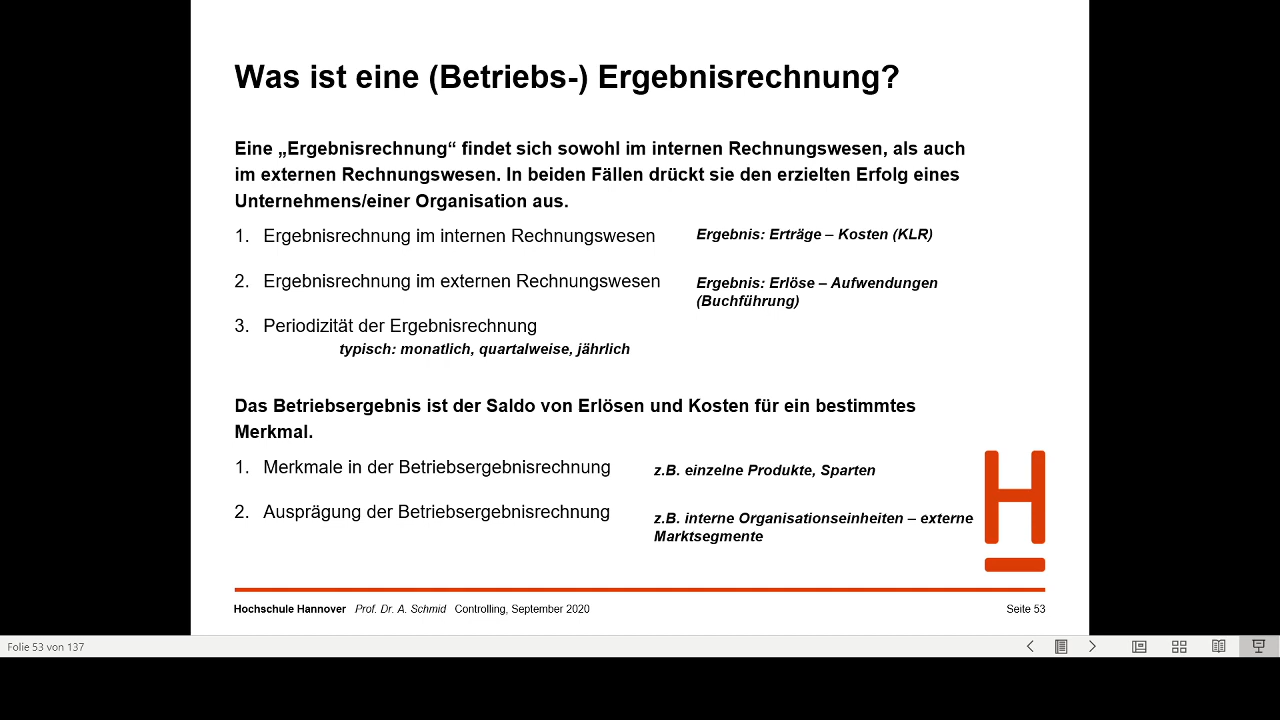 Was ist eine (Betriebs-) Ergebnisrechnung?
Eine „Ergebnisrechnung“ findet sich sowohl im internen Rechnungswesen, als auch
im externen Rechnungswesen. In beiden Fällen drückt sie den erzielten Erfolg eines
Unternehmens/einer Organisation aus.
1. Ergebnisrechnung im internen Rechnungswesen
Ergebnis: Erträge – Kosten (KLR)
2. Ergebnisrechnung im externen Rechnungswesen
Ergebnis: Erlöse – Aufwendungen
(Buchführung)
3. Periodizität der Ergebnisrechnung
typisch: monatlich, quartalweise, jährlich
Das Betriebsergebnis ist der Saldo von Erlösen und Kosten für ein bestimmtes
Merkmal.
1. Merkmale in der Betriebsergebnisrechnung
z.B. einzelne Produkte, Sparten
2. Ausprägung der Betriebsergebnisrechnung
z.B. interne Organisationseinheiten – externe
Marktsegmente
H
Hochschule Hannover Prof. Dr. A. Schmid Controlling, September 2020
Seite 53
Folie 53 von 137